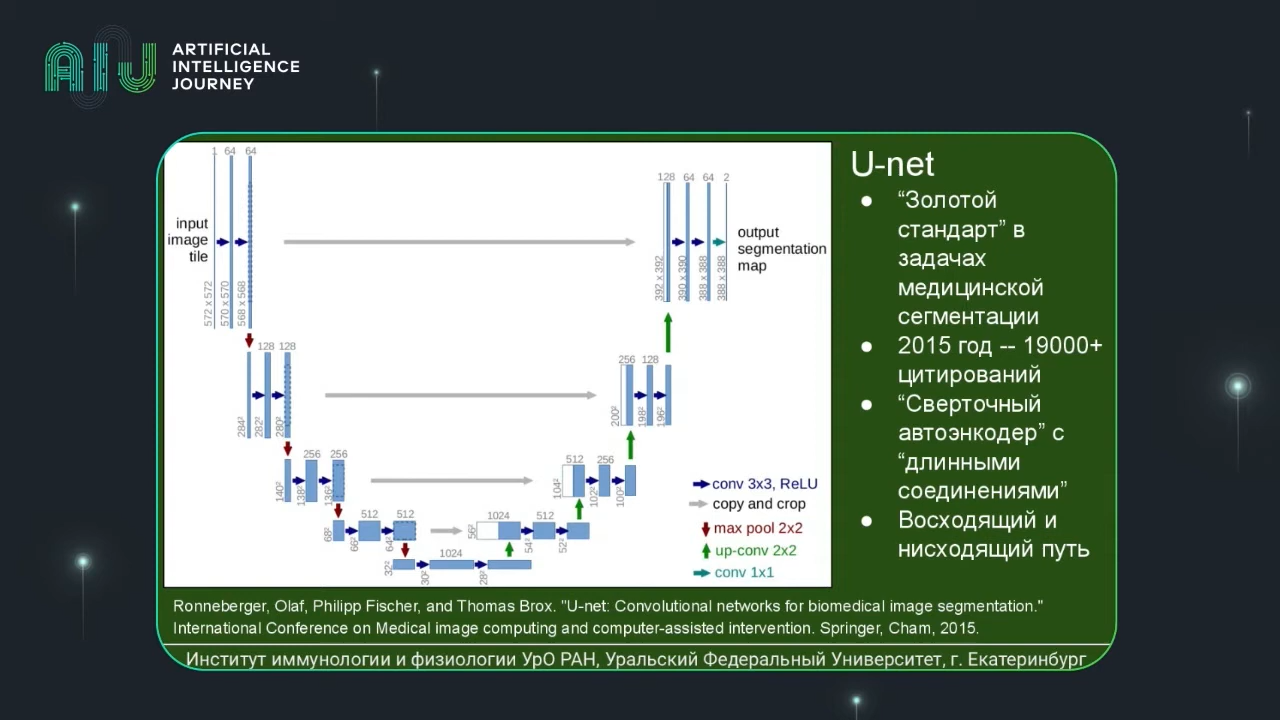 ARTIFICIAL
INTELLIGENCE
JOURNEY
1 64 64
input
image
tile
572 x 572
570 x 570
568 x 568
128 64 64 2
output
segmentation
map
392 x 392
390 x 390
388 x 388
388 x 388
128 128
284²
282²
280²
256 128
200²
198²
196²
256 256
140²
138²
136²
512 256
104²
102²
100²
512 512
68²
66²
64²
1024 512
56²
54²
52²
1024
32²
30²
28²
conv 3x3, ReLU
copy and crop
max pool 2x2
up-conv 2x2
conv 1x1
U-net
● “Золотой
стандарт” в
задачах
медицинской
сегментации
● 2015 год -- 19000+
цитирований
● “Сверточный
автоэнкодер” с
“длинными
соединениями”
● Восходящий и
нисходящий путь
Ronneberger, Olaf, Philipp Fischer, and Thomas Brox. "U-net: Convolutional networks for biomedical image segmentation."
International Conference on Medical image computing and computer-assisted intervention. Springer, Cham, 2015.
Институт иммунологии и физиологии УрО РАН, Уральский Федеральный Университет, г. Екатеринбург